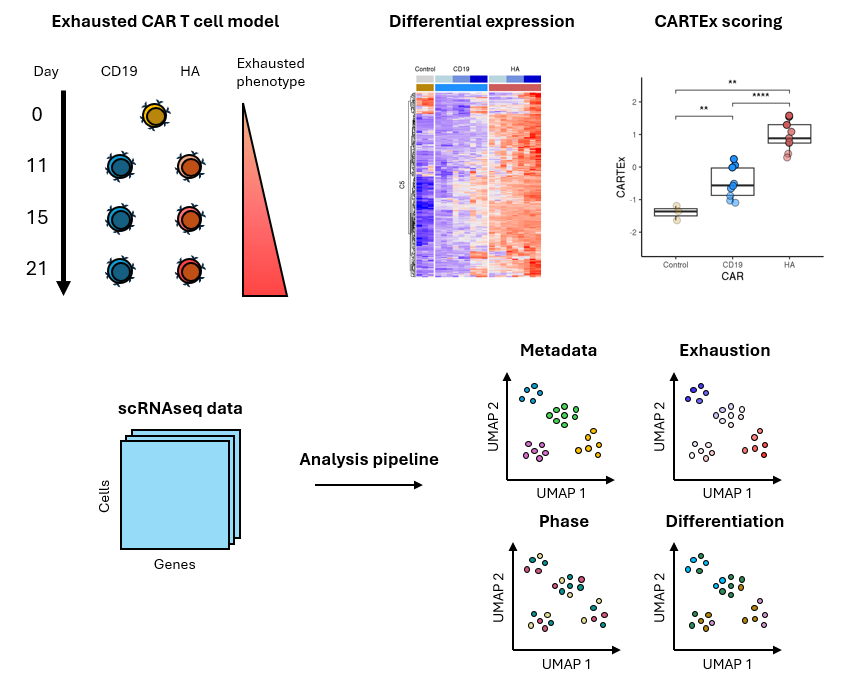 Exhausted CAR T cell model
Day
CD19
HA
Exhausted
phenotype
0
11
15
21
Differential expression
Control
CD19
HA
C5
CARTEx scoring
**
****
**
2
1
0
-1
-2
CARTEx
Control
CD19
HA
CAR
scRNAseq data
Cells
Genes
Analysis pipeline
Metadata
UMAP 2
UMAP 1
Exhaustion
UMAP 2
UMAP 1
Phase
UMAP 2
UMAP 1
Differentiation
UMAP 2
UMAP 1